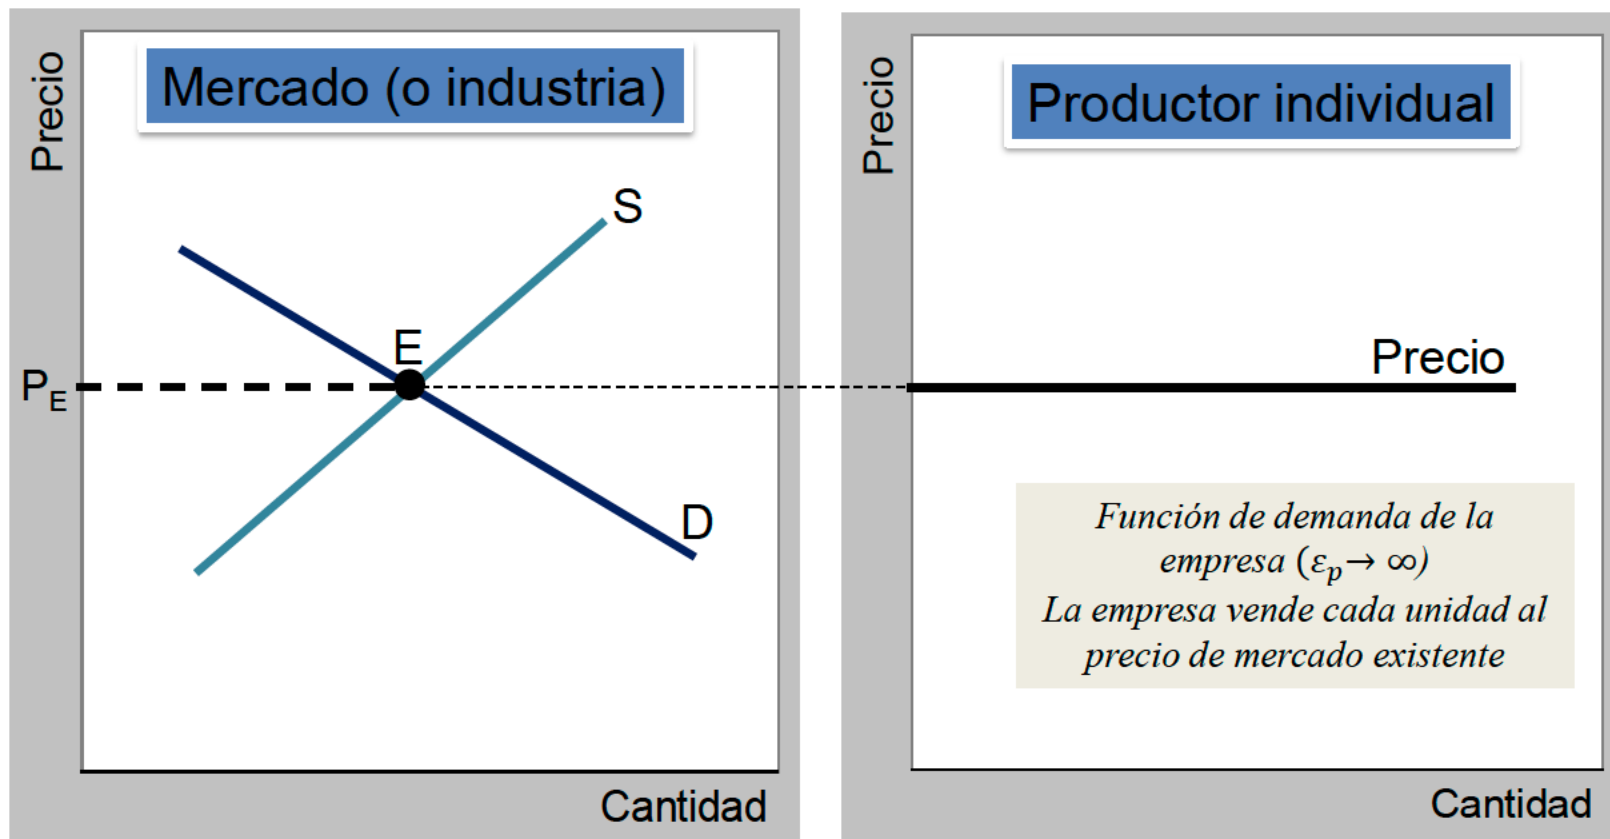 Mercado (o industria)
Precio
S
E
P_E
D
Cantidad
Productor individual
Precio
Precio
Función de demanda de la
empresa (ε_p → ∞)
La empresa vende cada unidad al
precio de mercado existente
Cantidad